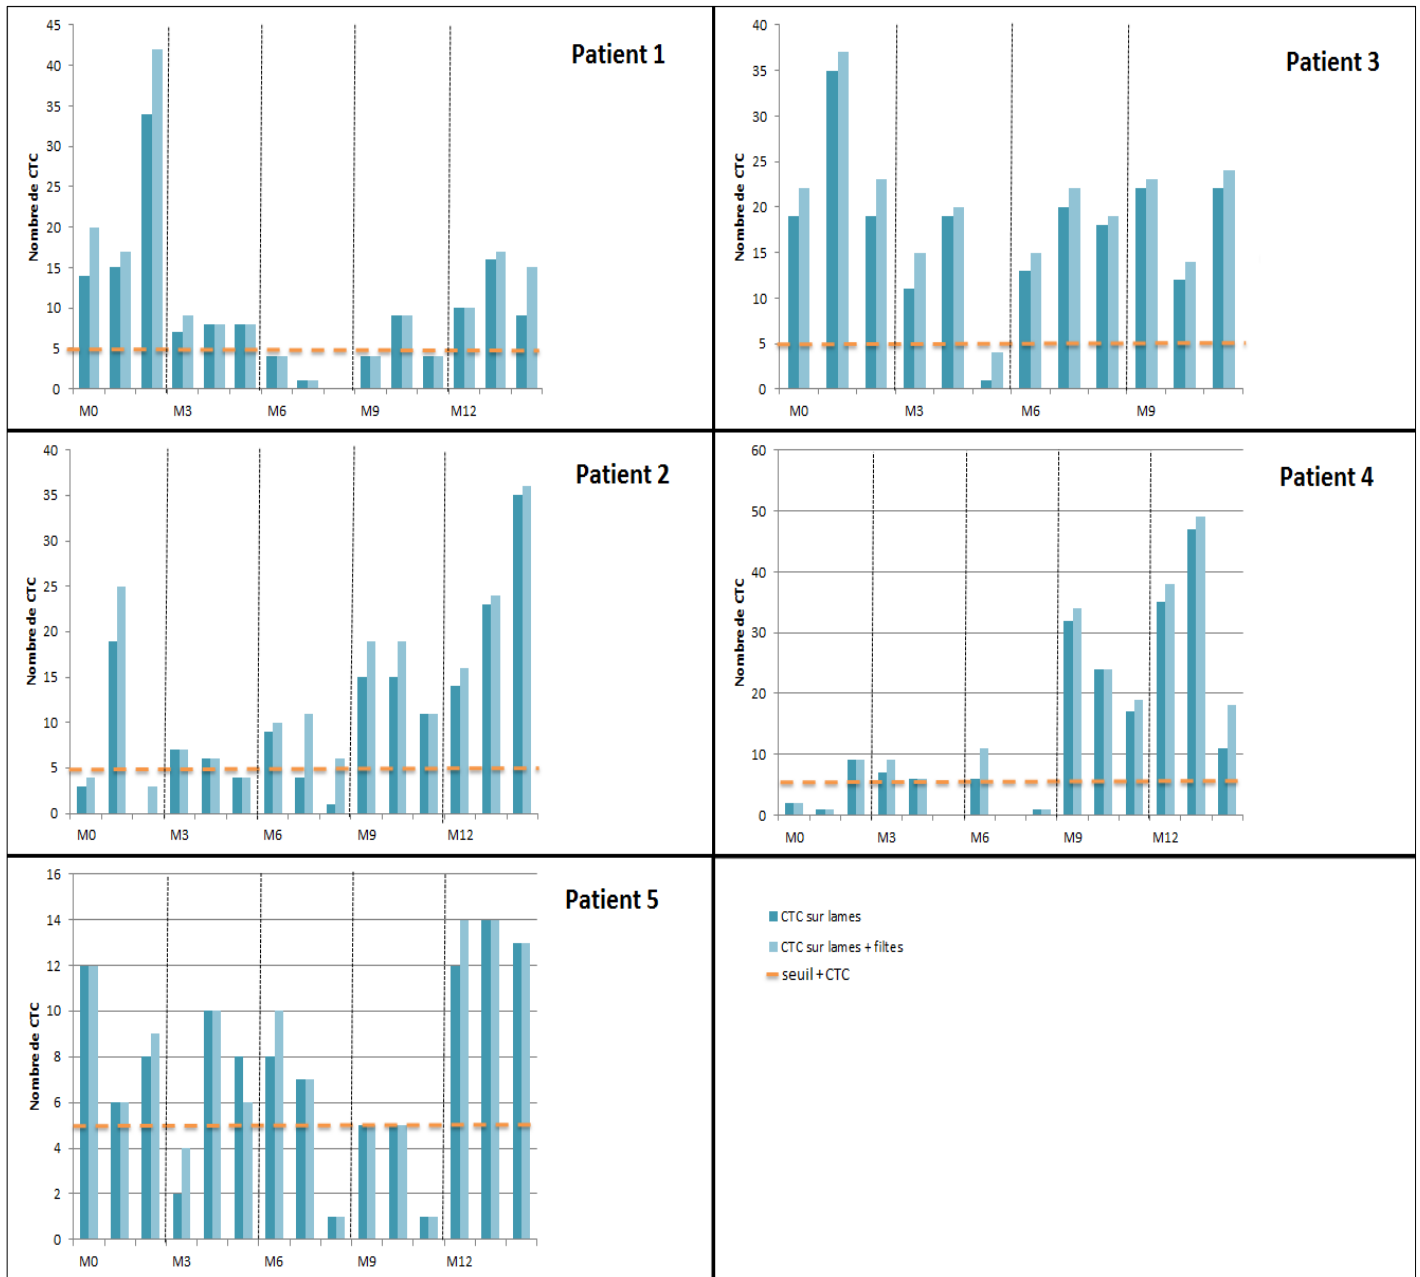 Patient 1
Nombre de CTC
45
40
35
30
25
20
15
10
5
0
M0 M3 M6 M9 M12
Patient 3
Nombre de CTC
40
35
30
25
20
15
10
5
0
M0 M3 M6 M9
Patient 2
Nombre de CTC
40
35
30
25
20
15
10
5
0
M0 M3 M6 M9 M12
Patient 4
Nombre de CTC
60
50
40
30
20
10
0
M0 M3 M6 M9 M12
Patient 5
Nombre de CTC
16
14
12
10
8
6
4
2
0
M0 M3 M6 M9 M12
CTC sur lames
CTC sur lames + filtes
seuil + CTC